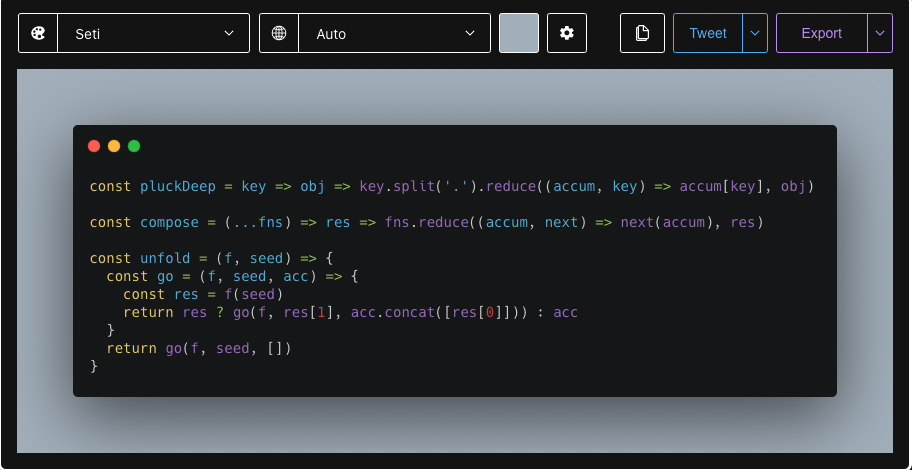 Seti
Auto
Tweet
Export
const pluckDeep = key => obj => key.split('.').reduce((accum, key) => accum[key], obj)
const compose = (...fns) => res => fns.reduce((accum, next) => next(accum), res)
const unfold = (f, seed) => {
  const go = (f, seed, acc) => {
    const res = f(seed)
    return res ? go(f, res[1], acc.concat([res[0]])) : acc
  }
  return go(f, seed, [])
}